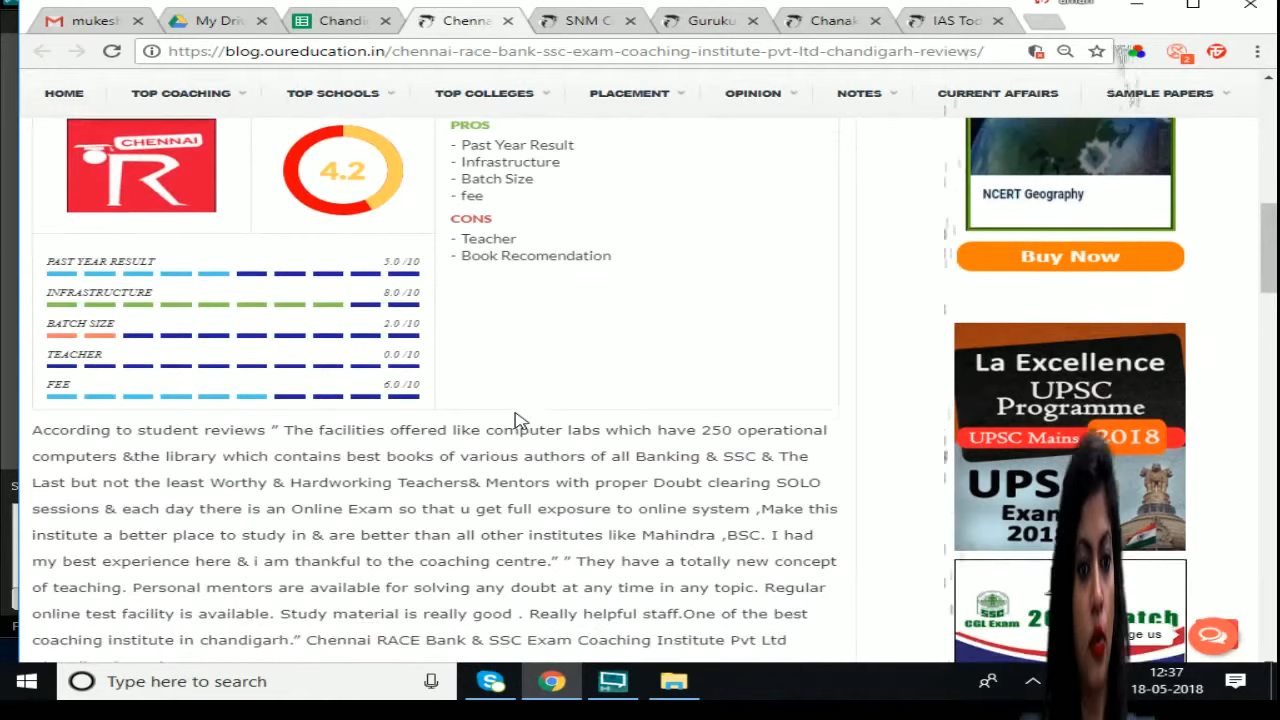 mukesh
My Driv
Chandi
Chenna
SNM C
Guruku
Chanak
IAS Too
https://blog.oureducation.in/chennai-race-bank-ssc-exam-coaching-institute-pvt-ltd-chandigarh-reviews/
2
HOME
TOP COACHING
TOP SCHOOLS
TOP COLLEGES
PLACEMENT
OPINION
NOTES
CURRENT AFFAIRS
SAMPLE PAPERS
CHENNAI
R
4.2
PROS
- Past Year Result
- Infrastructure
- Batch Size
- fee
CONS
- Teacher
- Book Recomendation
PAST YEAR RESULT 5.0 /10
INFRASTRUCTURE 8.0 /10
BATCH SIZE 2.0 /10
TEACHER 0.0 /10
FEE 6.0 /10
According to student reviews " The facilities offered like computer labs which have 250 operational
computers &the library which contains best books of various authors of all Banking & SSC & The
Last but not the least Worthy & Hardworking Teachers& Mentors with proper Doubt clearing SOLO
sessions & each day there is an Online Exam so that u get full exposure to online system ,Make this
institute a better place to study in & are better than all other institutes like Mahindra ,BSC. I had
my best experience here & i am thankful to the coaching centre." " They have a totally new concept
of teaching. Personal mentors are available for solving any doubt at any time in any topic. Regular
online test facility is available. Study material is really good . Really helpful staff.One of the best
coaching institute in chandigarh." Chennai RACE Bank & SSC Exam Coaching Institute Pvt Ltd
NCERT Geography
Buy Now
La Excellence
UPSC
Programme
UPSC Mains 2018
UPS
Exam
2018
SSC
CGL Exam
20
atch
ge us
Type here to search
12:37
18-05-2018